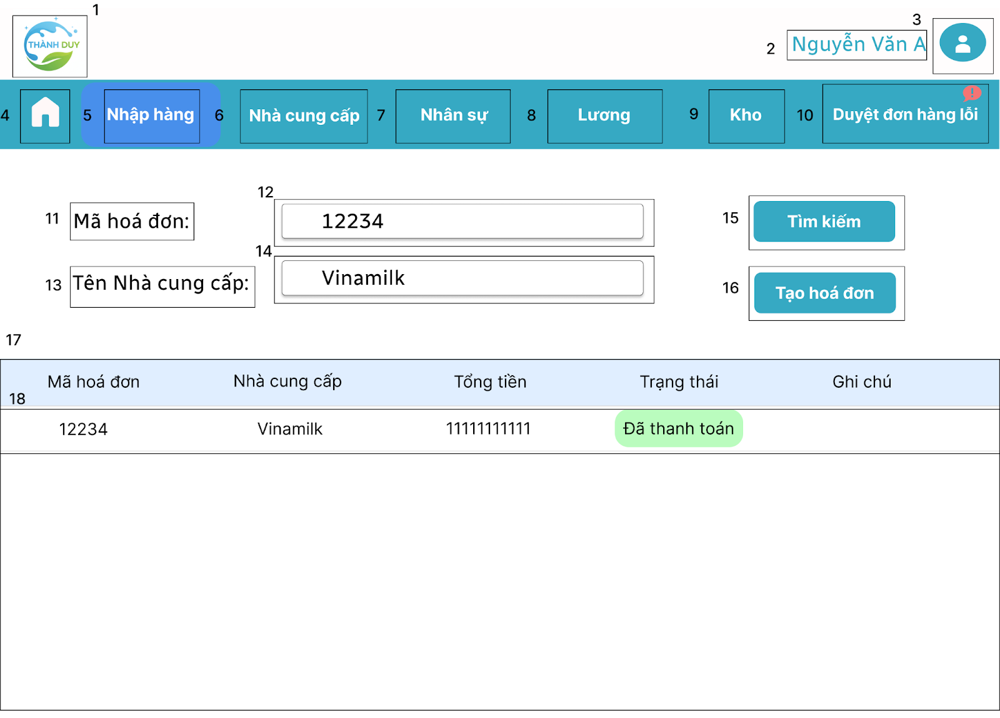 1
THÀNH DUY
2
Nguyễn Văn A
3
4
5
Nhập hàng
6
Nhà cung cấp
7
Nhân sự
8
Lương
9
Kho
10
Duyệt đơn hàng lỗi
!
11
Mã hoá đơn:
12
12234
15
Tìm kiếm
13
Tên Nhà cung cấp:
14
Vinamilk
16
Tạo hoá đơn
17
Mã hoá đơn
Nhà cung cấp
Tổng tiền
Trạng thái
Ghi chú
18
12234
Vinamilk
11111111111
Đã thanh toán